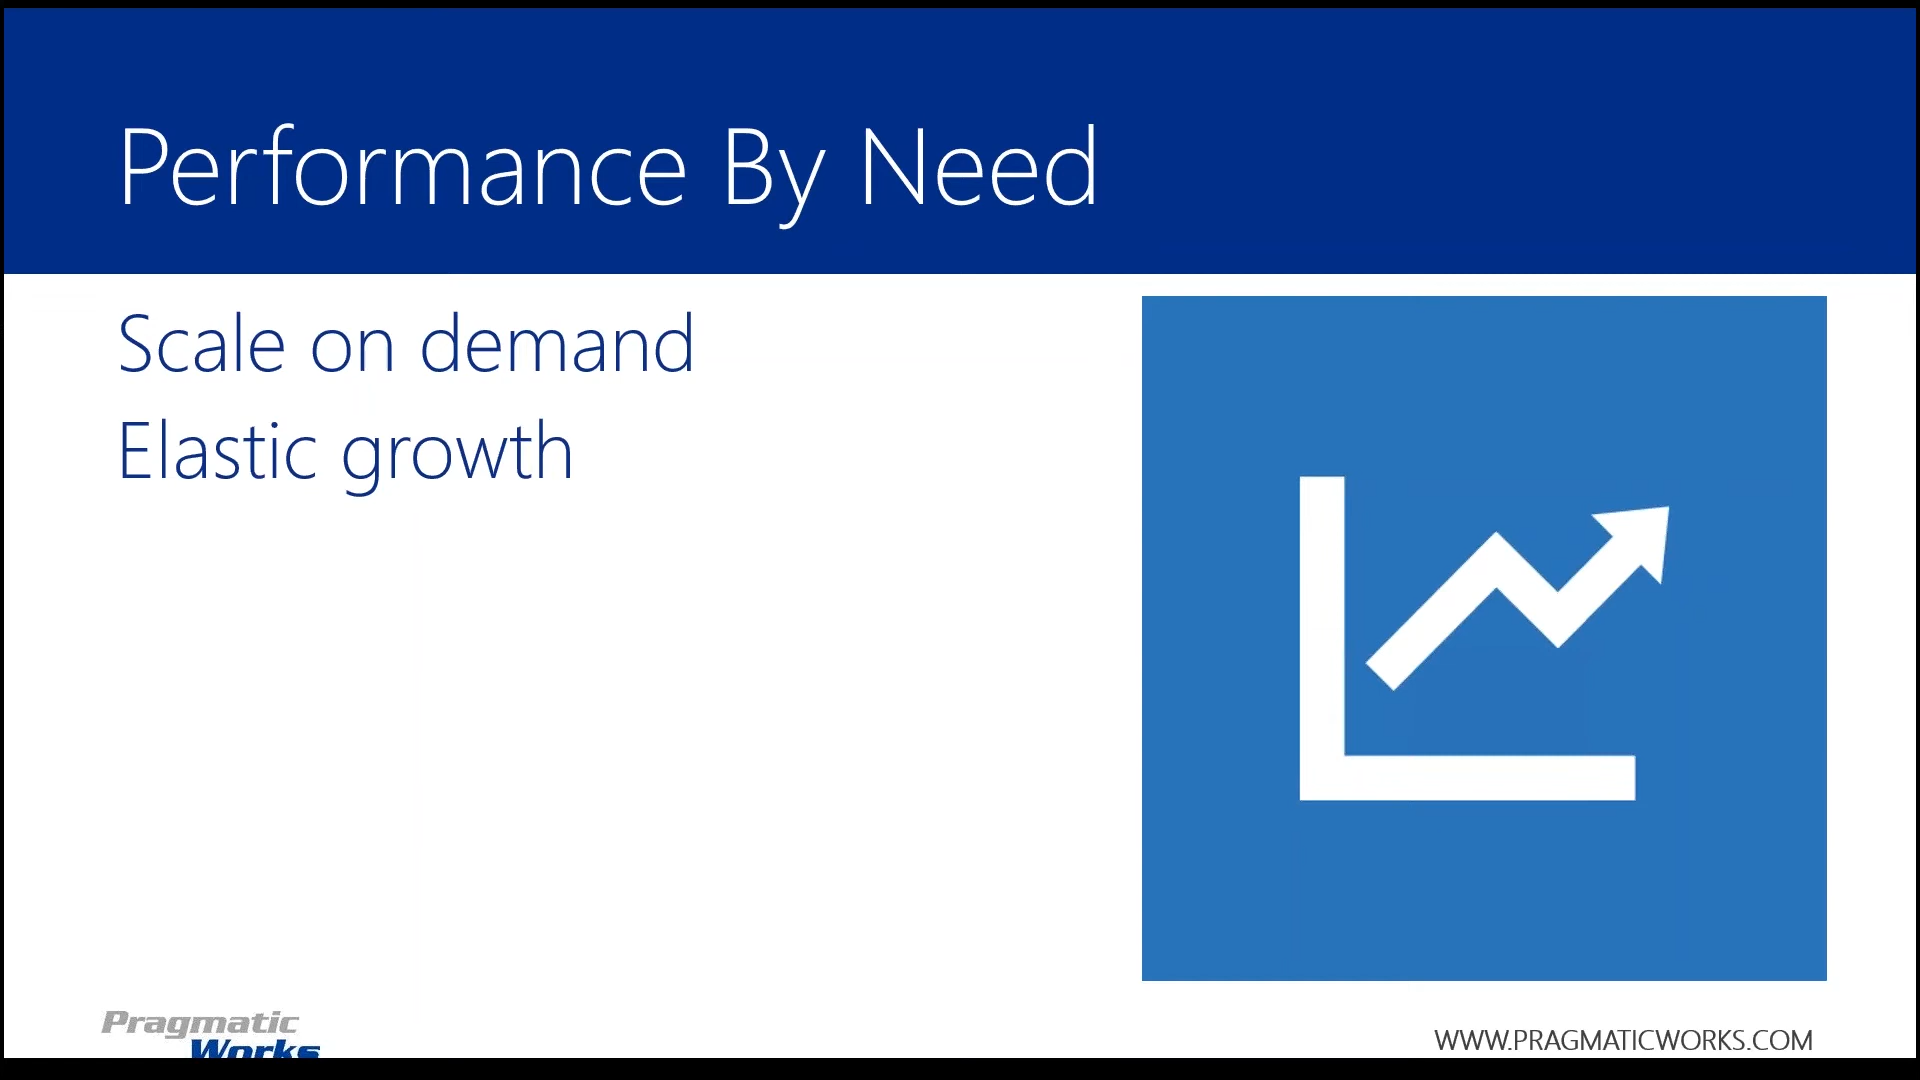 Performance By Need
Scale on demand
Elastic growth
Pragmatic
Works
WWW.PRAGMATICWORKS.COM